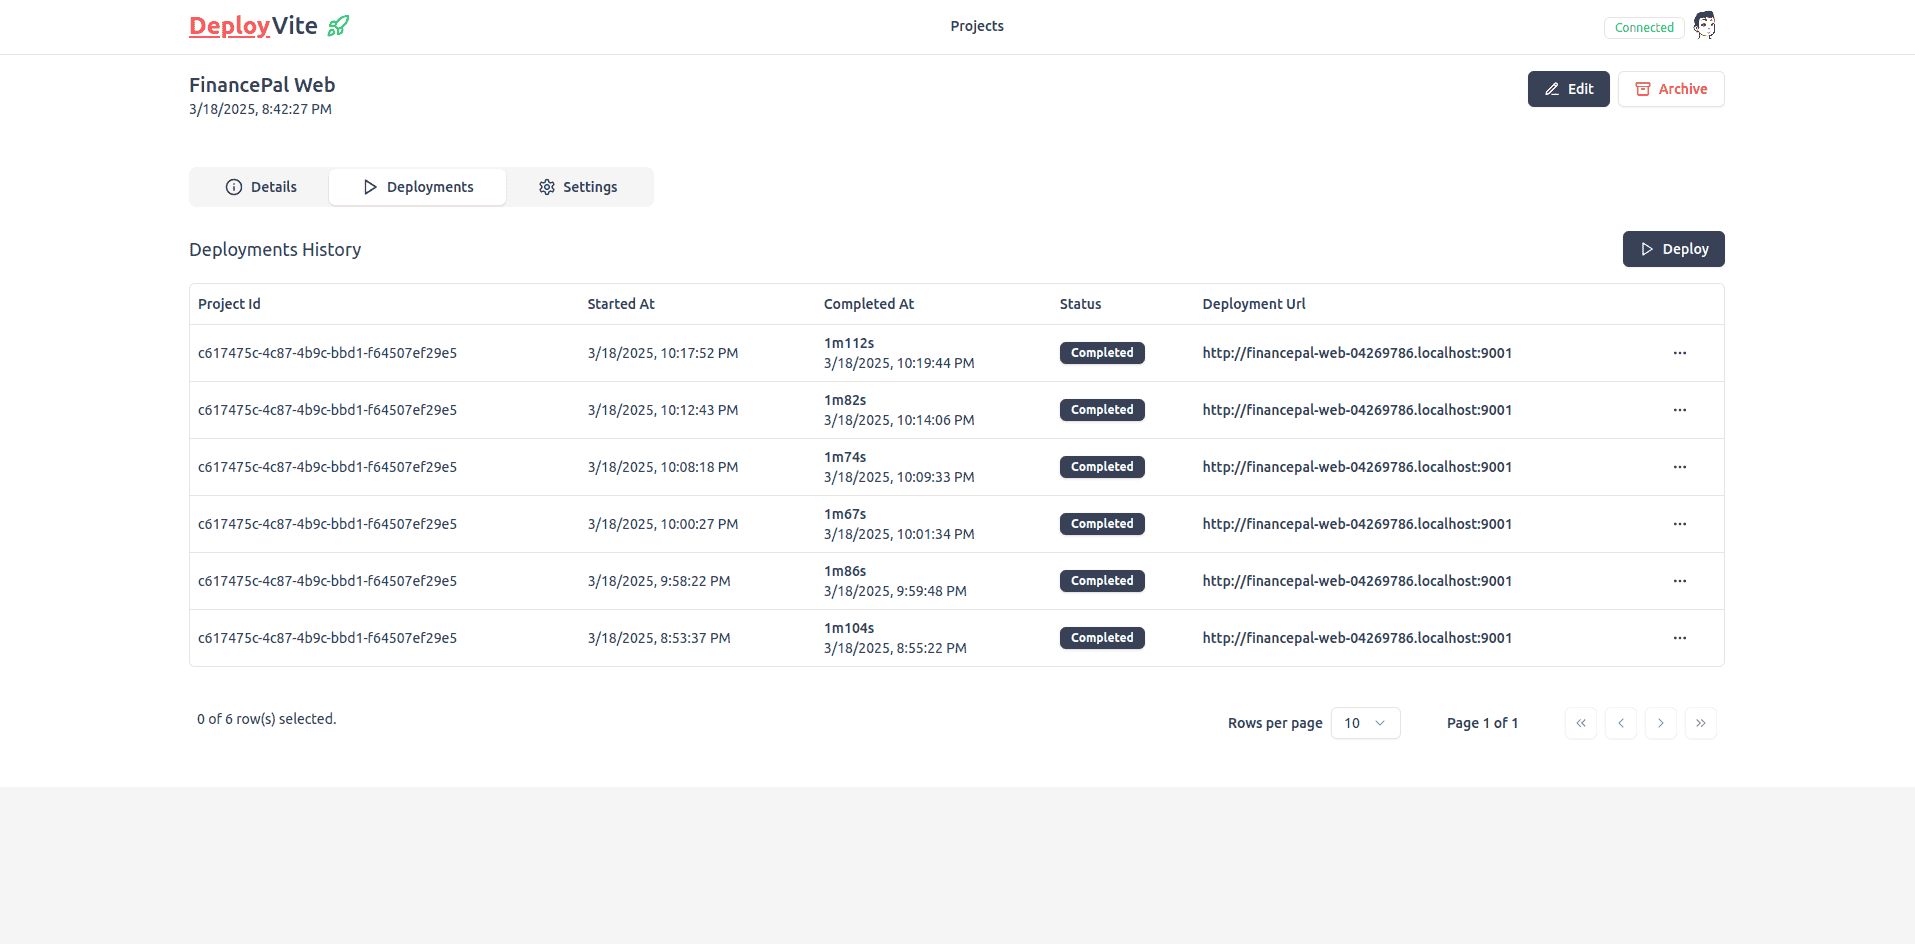 DeployVite
Projects
Connected
FinancePal Web
3/18/2025, 8:42:27 PM
Edit
Archive
Details
Deployments
Settings
Deployments History
Deploy
Project Id Started At Completed At Status Deployment Url
c617475c-4c87-4b9c-bbd1-f64507ef29e5 3/18/2025, 10:17:52 PM 1m112s
3/18/2025, 10:19:44 PM Completed http://financepal-web-04269786.localhost:9001 ...
c617475c-4c87-4b9c-bbd1-f64507ef29e5 3/18/2025, 10:12:43 PM 1m82s
3/18/2025, 10:14:06 PM Completed http://financepal-web-04269786.localhost:9001 ...
c617475c-4c87-4b9c-bbd1-f64507ef29e5 3/18/2025, 10:08:18 PM 1m74s
3/18/2025, 10:09:33 PM Completed http://financepal-web-04269786.localhost:9001 ...
c617475c-4c87-4b9c-bbd1-f64507ef29e5 3/18/2025, 10:00:27 PM 1m67s
3/18/2025, 10:01:34 PM Completed http://financepal-web-04269786.localhost:9001 ...
c617475c-4c87-4b9c-bbd1-f64507ef29e5 3/18/2025, 9:58:22 PM 1m86s
3/18/2025, 9:59:48 PM Completed http://financepal-web-04269786.localhost:9001 ...
c617475c-4c87-4b9c-bbd1-f64507ef29e5 3/18/2025, 8:53:37 PM 1m104s
3/18/2025, 8:55:22 PM Completed http://financepal-web-04269786.localhost:9001 ...
0 of 6 row(s) selected.
Rows per page 10
Page 1 of 1